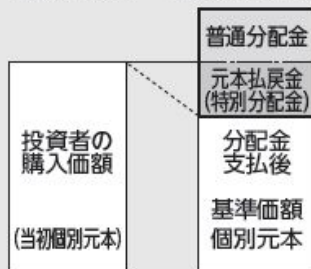 普通分配金
元本払戻金
(特別分配金)
投資者の
購入価額
(当初個別元本)
分配金
支払後
基準価額
個別元本